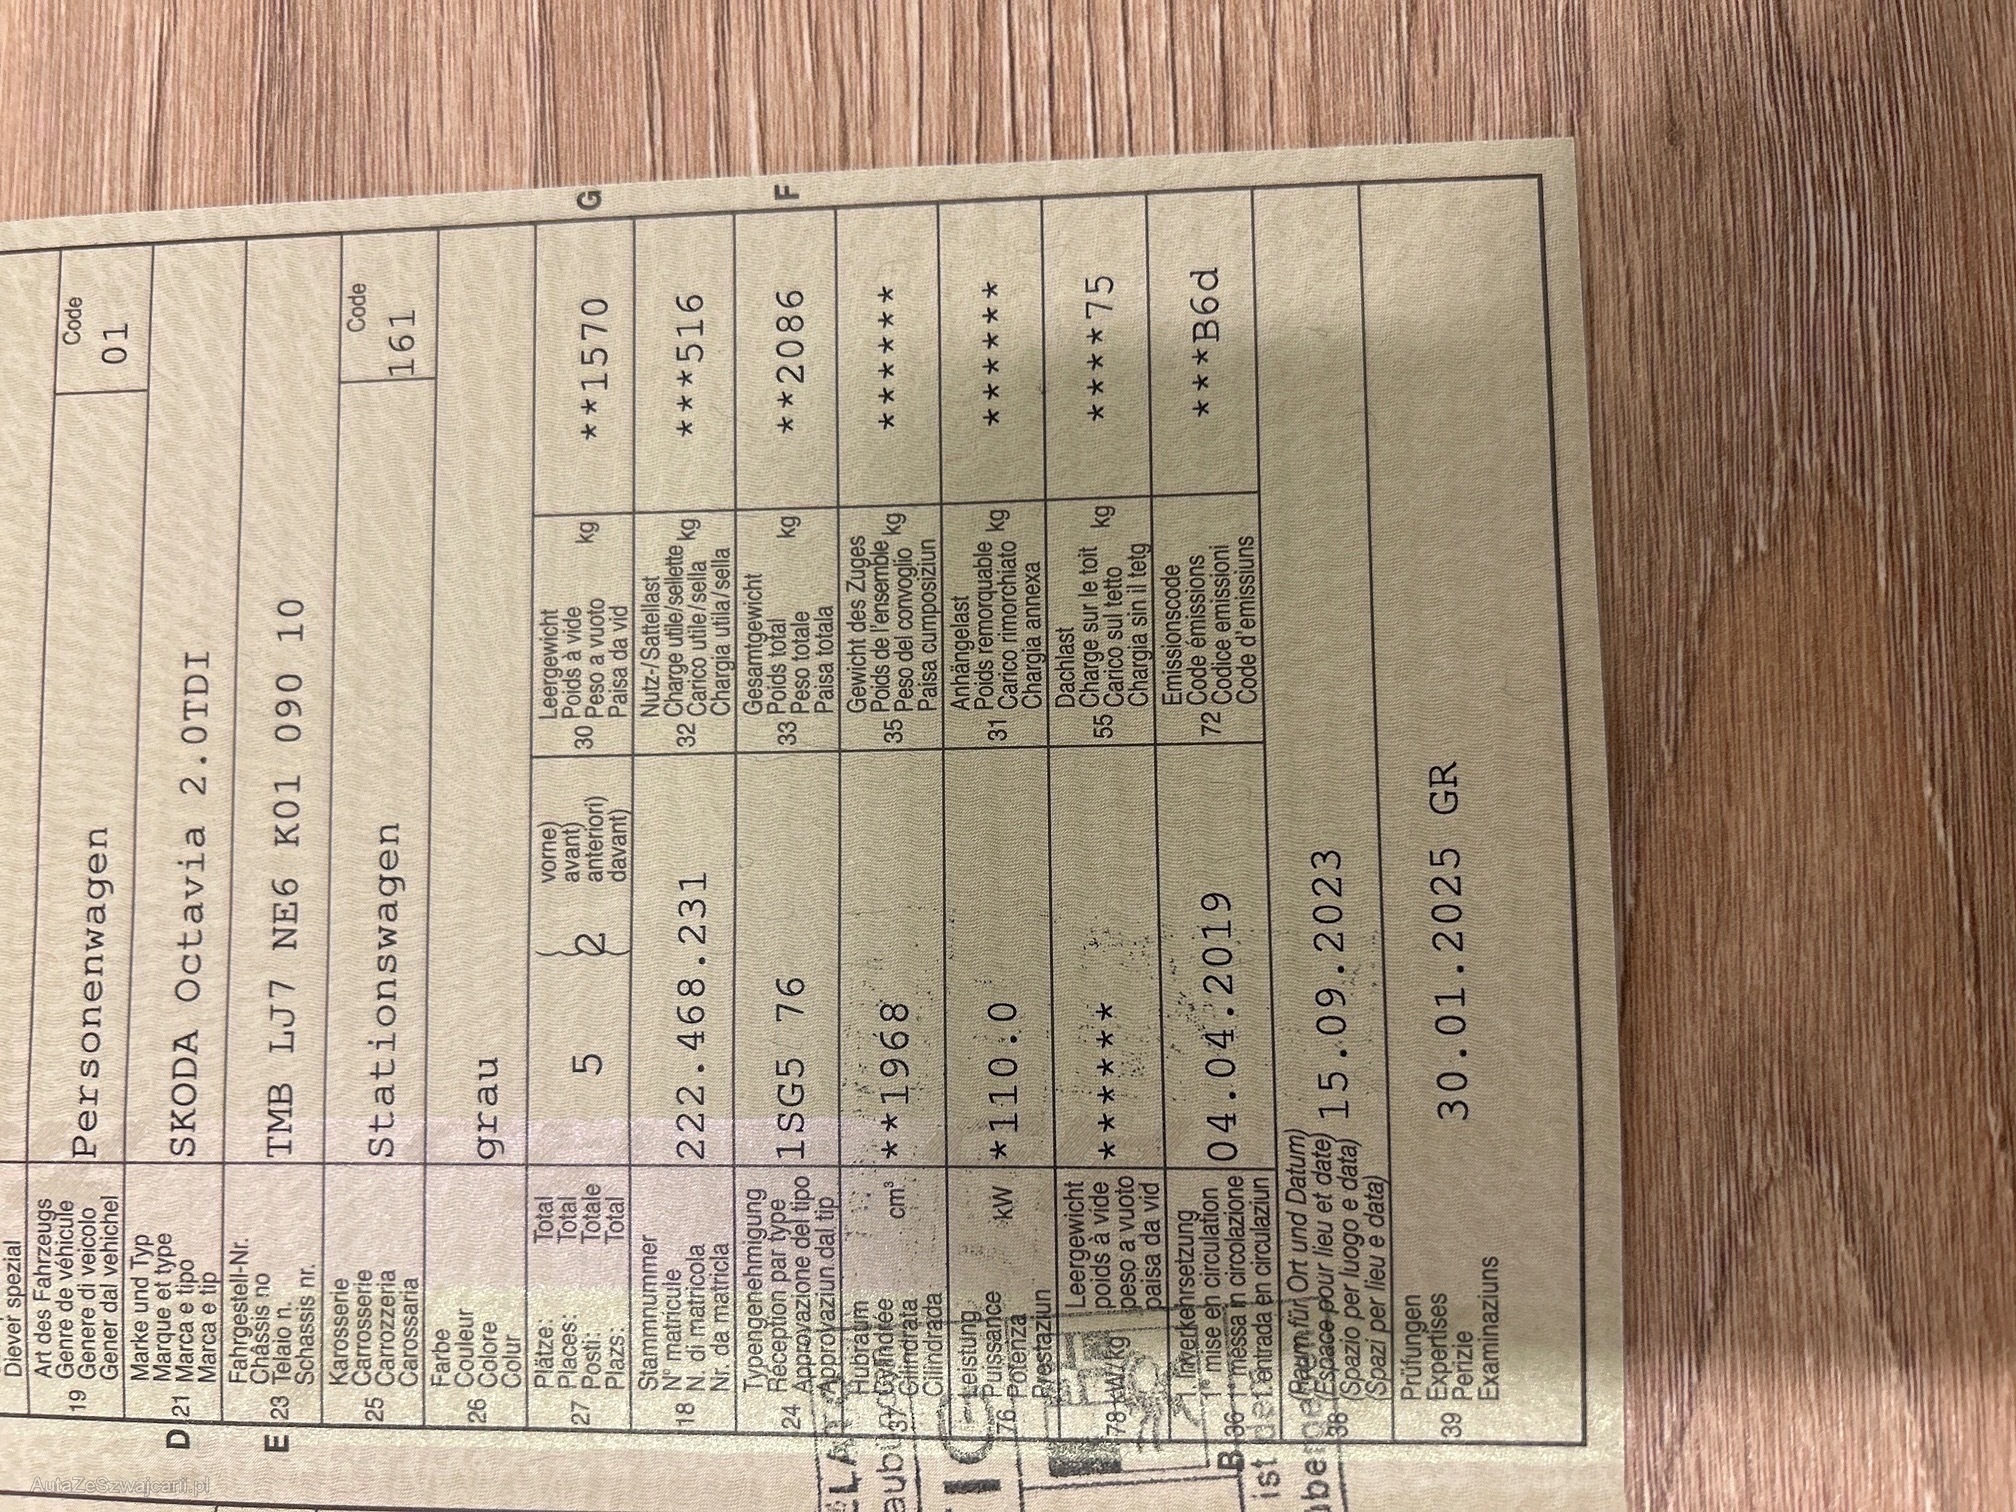 Diever spezial
Art des Fahrzeugs
19 Genre de véhicule
Genere di veicolo
Gener dal vehichel
Personenwagen
Code
01
Marke und Typ
D 21 Marque et type
Marca e tipo
Marca e tip
SKODA Octavia 2.0TDI
Fahrgestell-Nr.
Châssis no
E 23 Telaio n.
Schassis nr.
TMB LJ7 NE6 K01 090 10
Karosserie
25 Carrosserie
Carrozzeria
Carossaria
Stationswagen
Code
161
Farbe
26 Couleur
Colore
Colur
grau
Plätze: Total
Places: Total
27 Posti: Totale
Plazs: Total
5
2
vorne)
avant)
anteriori)
davant)
Leergewicht
Poids à vide
30 Peso a vuoto kg
Paisa da vid
**1570
G
Stammnummer
18 N° matricule
N. di matricola
Nr. da matricla
222.468.231
Nutz-/Sattellast
Charge utile/sellette
32 Carico utile/sella kg
Chargia utila/sella
***516
Typengenehmigung
24 Réception par type
Approvazione del tipo
Approvaziun dal tip
1SG5 76
Gesamtgewicht
Poids total
33 Peso totale kg
Paisa totala
**2086
F
Hubraum
37 Cylindrée
Cilindrata cm³
Cilindrada
**1968
Gewicht des Zuges
Poids de l'ensemble
35 Peso del convoglio kg
Paisa cumposiziun
******
Leistung
76 Puissance kW
Potenza
Prestaziun
*110.0
Anhängelast
Poids remorquable
31 Carico rimorchiato kg
Chargia annexa
******
78 kW/kg
Leergewicht
poids à vide
peso a vuoto
paisa da vid
******
Dachlast
Charge sur le toit
55 Carico sul tetto kg
Chargia sin il tetg
*****75
1. Inverkehrsetzung
1re mise en circulation
B 36 1a messa in circolazione
1. entrada en circulaziun
04.04.2019
Emissionscode
Code émissions
72 Codice emissioni
Code d'emissiuns
***B6d
(Raum für Ort und Datum)
(Espace pour lieu et date)
38 (Spazio per luogo e data)
(Spazi per lieu e data)
15.09.2023
Prüfungen
39 Expertises
Perizie
Examinaziuns
30.01.2025 GR
ist
AutaZeSzwajcarii.pl